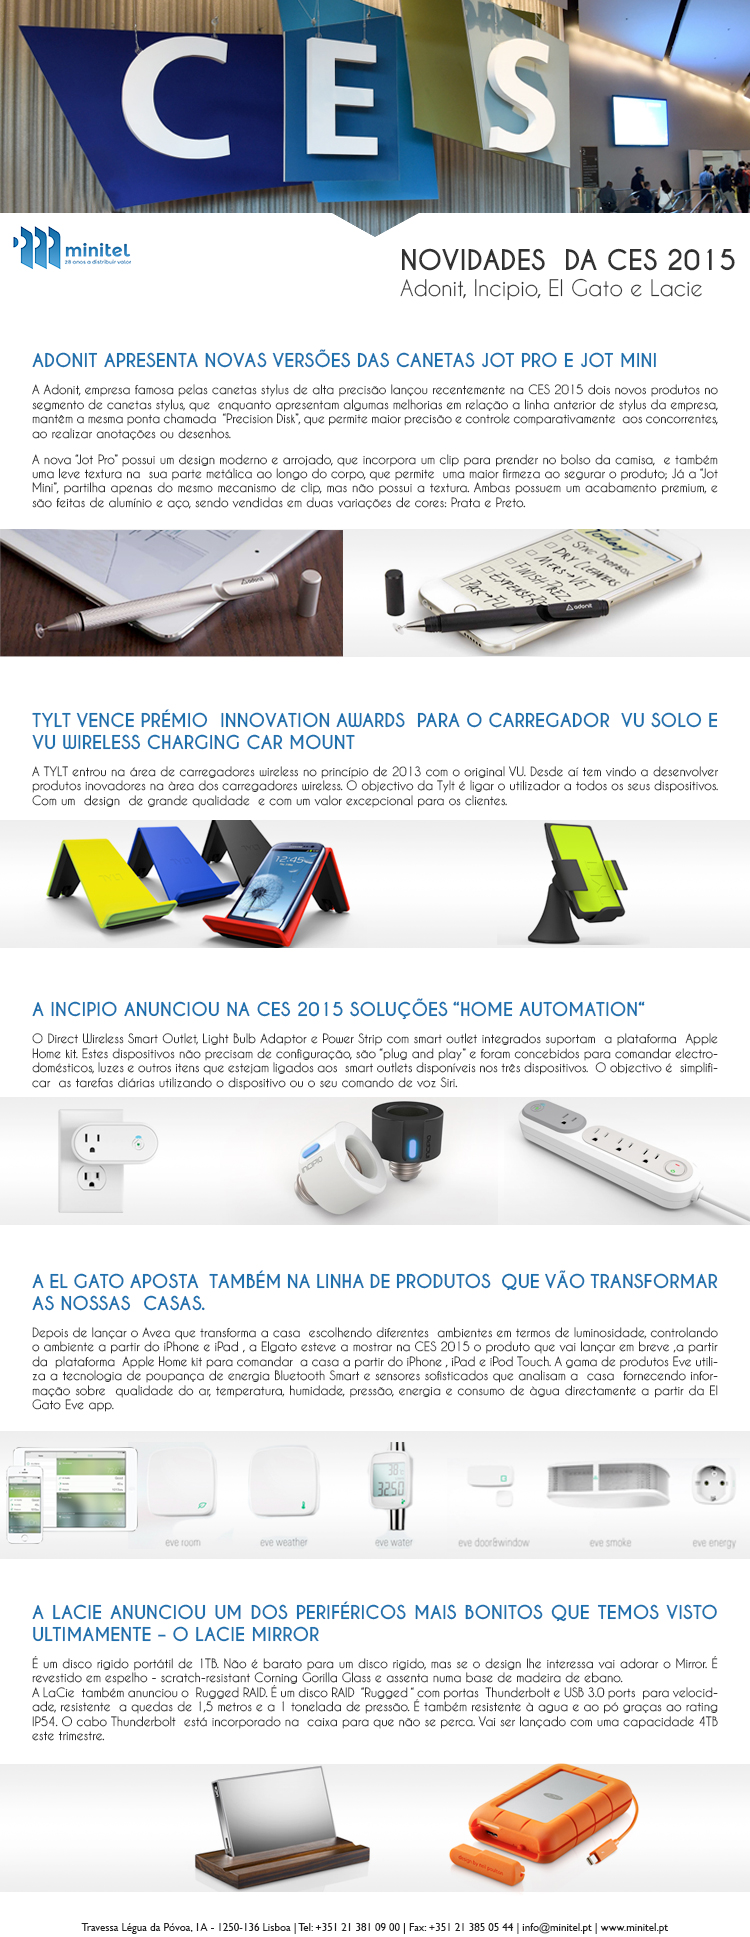 CES
minitel
28 anos a distribuir valor
NOVIDADES DA CES 2015
Adonit, Incipio, El Gato e Lacie
ADONIT APRESENTA NOVAS VERSÕES DAS CANETAS JOT PRO E JOT MINI
A Adonit, empresa famosa pelas canetas stylus de alta precisão lançou recentemente na CES 2015 dois novos produtos no
segmento de canetas stylus, que enquanto apresentam algumas melhorias em relação a linha anterior de stylus da empresa,
mantêm a mesma ponta chamada "Precision Disk", que permite maior precisão e controle comparativamente aos concorrentes,
ao realizar anotações ou desenhos.
A nova "Jot Pro" possui um design moderno e arrojado, que incorpora um clip para prender no bolso da camisa, e também
uma leve textura na sua parte metálica ao longo do corpo, que permite uma maior firmeza ao segurar o produto; Já a "Jot
Mini", partilha apenas do mesmo mecanismo de clip, mas não possui a textura. Ambas possuem um acabamento premium, e
são feitas de alumínio e aço, sendo vendidas em duas variações de cores: Prata e Preto.
adonit
Today
SYNC DROPBOX
DRY CLEANERS
MEKS→VET
FINISH PREZ
adonit
TYLT VENCE PRÉMIO INNOVATION AWARDS PARA O CARREGADOR VU SOLO E
VU WIRELESS CHARGING CAR MOUNT
A TYLT entrou na área de carregadores wireless no princípio de 2013 com o original VU. Desde aí tem vindo a desenvolver
produtos inovadores na área dos carregadores wireless. O objectivo da Tylt é ligar o utilizador a todos os seus dispositivos.
Com um design de grande qualidade e com um valor excepcional para os clientes.
TYLT
12:45
A INCIPIO ANUNCIOU NA CES 2015 SOLUÇÕES "HOME AUTOMATION"
O Direct Wireless Smart Outlet, Light Bulb Adaptor e Power Strip com smart outlet integrados suportam a plataforma Apple
Home kit. Estes dispositivos não precisam de configuração, são "plug and play" e foram concebidos para comandar electro-
domésticos, luzes e outros itens que estejam ligados aos smart outlets disponíveis nos três dispositivos. O objectivo é simplifi-
car as tarefas diárias utilizando o dispositivo ou o seu comando de voz Siri.
INCIPIO
INCIPIO
A EL GATO APOSTA TAMBÉM NA LINHA DE PRODUTOS QUE VÃO TRANSFORMAR
AS NOSSAS CASAS.
Depois de lançar o Avea que transforma a casa escolhendo diferentes ambientes em termos de luminosidade, controlando
o ambiente a partir do iPhone e iPad , a Elgato esteve a mostrar na CES 2015 o produto que vai lançar em breve ,a partir
da plataforma Apple Home kit para comandar a casa a partir do iPhone , iPad e iPod Touch. A gama de produtos Eve utili-
za a tecnologia de poupança de energia Bluetooth Smart e sensores sofisticados que analisam a casa fornecendo infor-
mação sobre qualidade do ar, temperatura, humidade, pressão, energia e consumo de àgua directamente a partir da El
Gato Eve app.
38
3250
eve room eve weather eve water eve door&window eve smoke eve energy
A LACIE ANUNCIOU UM DOS PERIFÉRICOS MAIS BONITOS QUE TEMOS VISTO
ULTIMAMENTE – O LACIE MIRROR
É um disco rigido portátil de 1TB. Não é barato para um disco rigido, mas se o design lhe interessa vai adorar o Mirror. É
revestido em espelho - scratch-resistant Corning Gorilla Glass e assenta numa base de madeira de ebano.
A LaCie também anunciou o Rugged RAID. É um disco RAID "Rugged " com portas Thunderbolt e USB 3.0 ports para velocid-
ade, resistente a quedas de 1,5 metros e a 1 tonelada de pressão. É também resistente à agua e ao pó graças ao rating
IP54. O cabo Thunderbolt está incorporado na caixa para que não se perca. Vai ser lançado com uma capacidade 4TB
este trimestre.
design by neil poulton
Travessa Légua da Póvoa, 1A - 1250-136 Lisboa | Tel: +351 21 381 09 00 | Fax: +351 21 385 05 44 | info@minitel.pt | www.minitel.pt